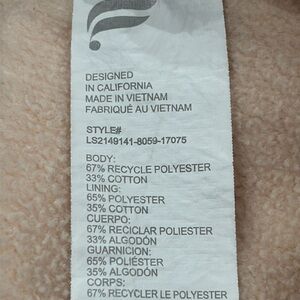 DESIGNED
IN CALIFORNIA
MADE IN VIETNAM
FABRIQUÉ AU VIETNAM
STYLE#
LS2149141-8059-17075
BODY:
67% RECYCLE POLYESTER
33% COTTON
LINING:
65% POLYESTER
35% COTTON
CUERPO:
67% RECICLAR POLIESTER
33% ALGODÓN
GUARNICION:
65% POLIÉSTER
35% ALGODÓN
CORPS:
67% RECYCLER LE POLYESTER